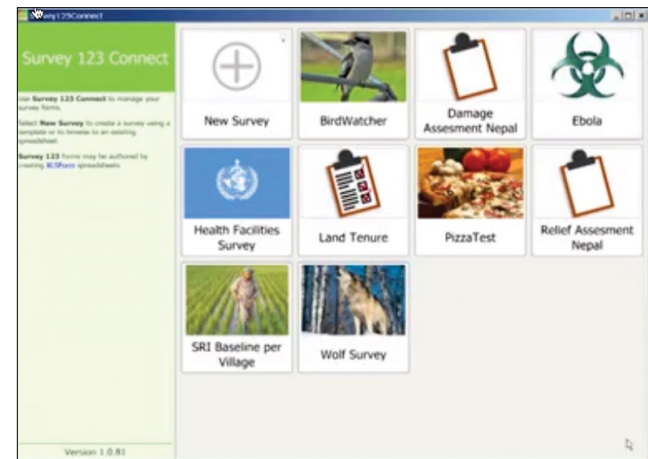 Survey123Connect
Survey 123 Connect
Use Survey 123 Connect to manage your
survey forms.
Select New Survey to create a survey using a
template or to browse to an existing
spreadsheet
Survey 123 forms may be authored by
creating XLSForm spreadsheets
Version 1.0.81
New Survey
BirdWatcher
Damage
Assesment Nepal
Ebola
Health Facilities
Survey
Land Tenure
PizzaTest
Relief Assesment
Nepal
SRI Baseline per
Village
Wolf Survey